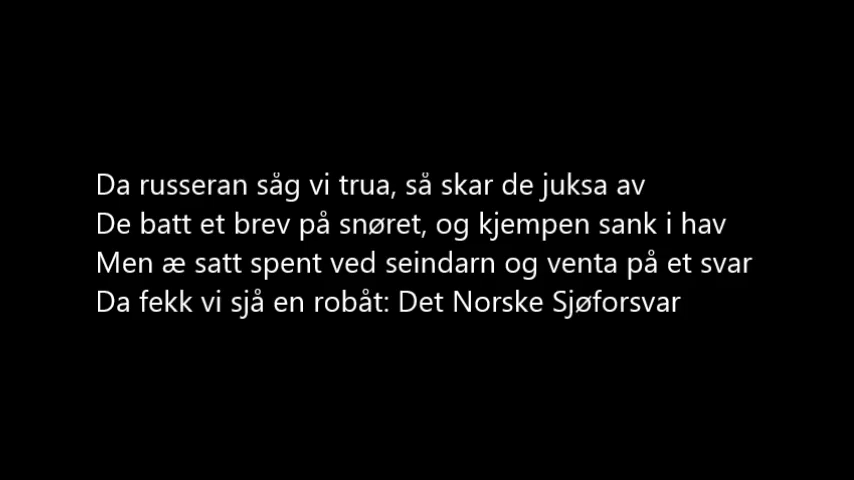 Da russeran såg vi trua, så skar de juksa av
De batt et brev på snøret, og kjempen sank i hav
Men æ satt spent ved seindarn og venta på et svar
Da fekk vi sjå en robåt: Det Norske Sjøforsvar